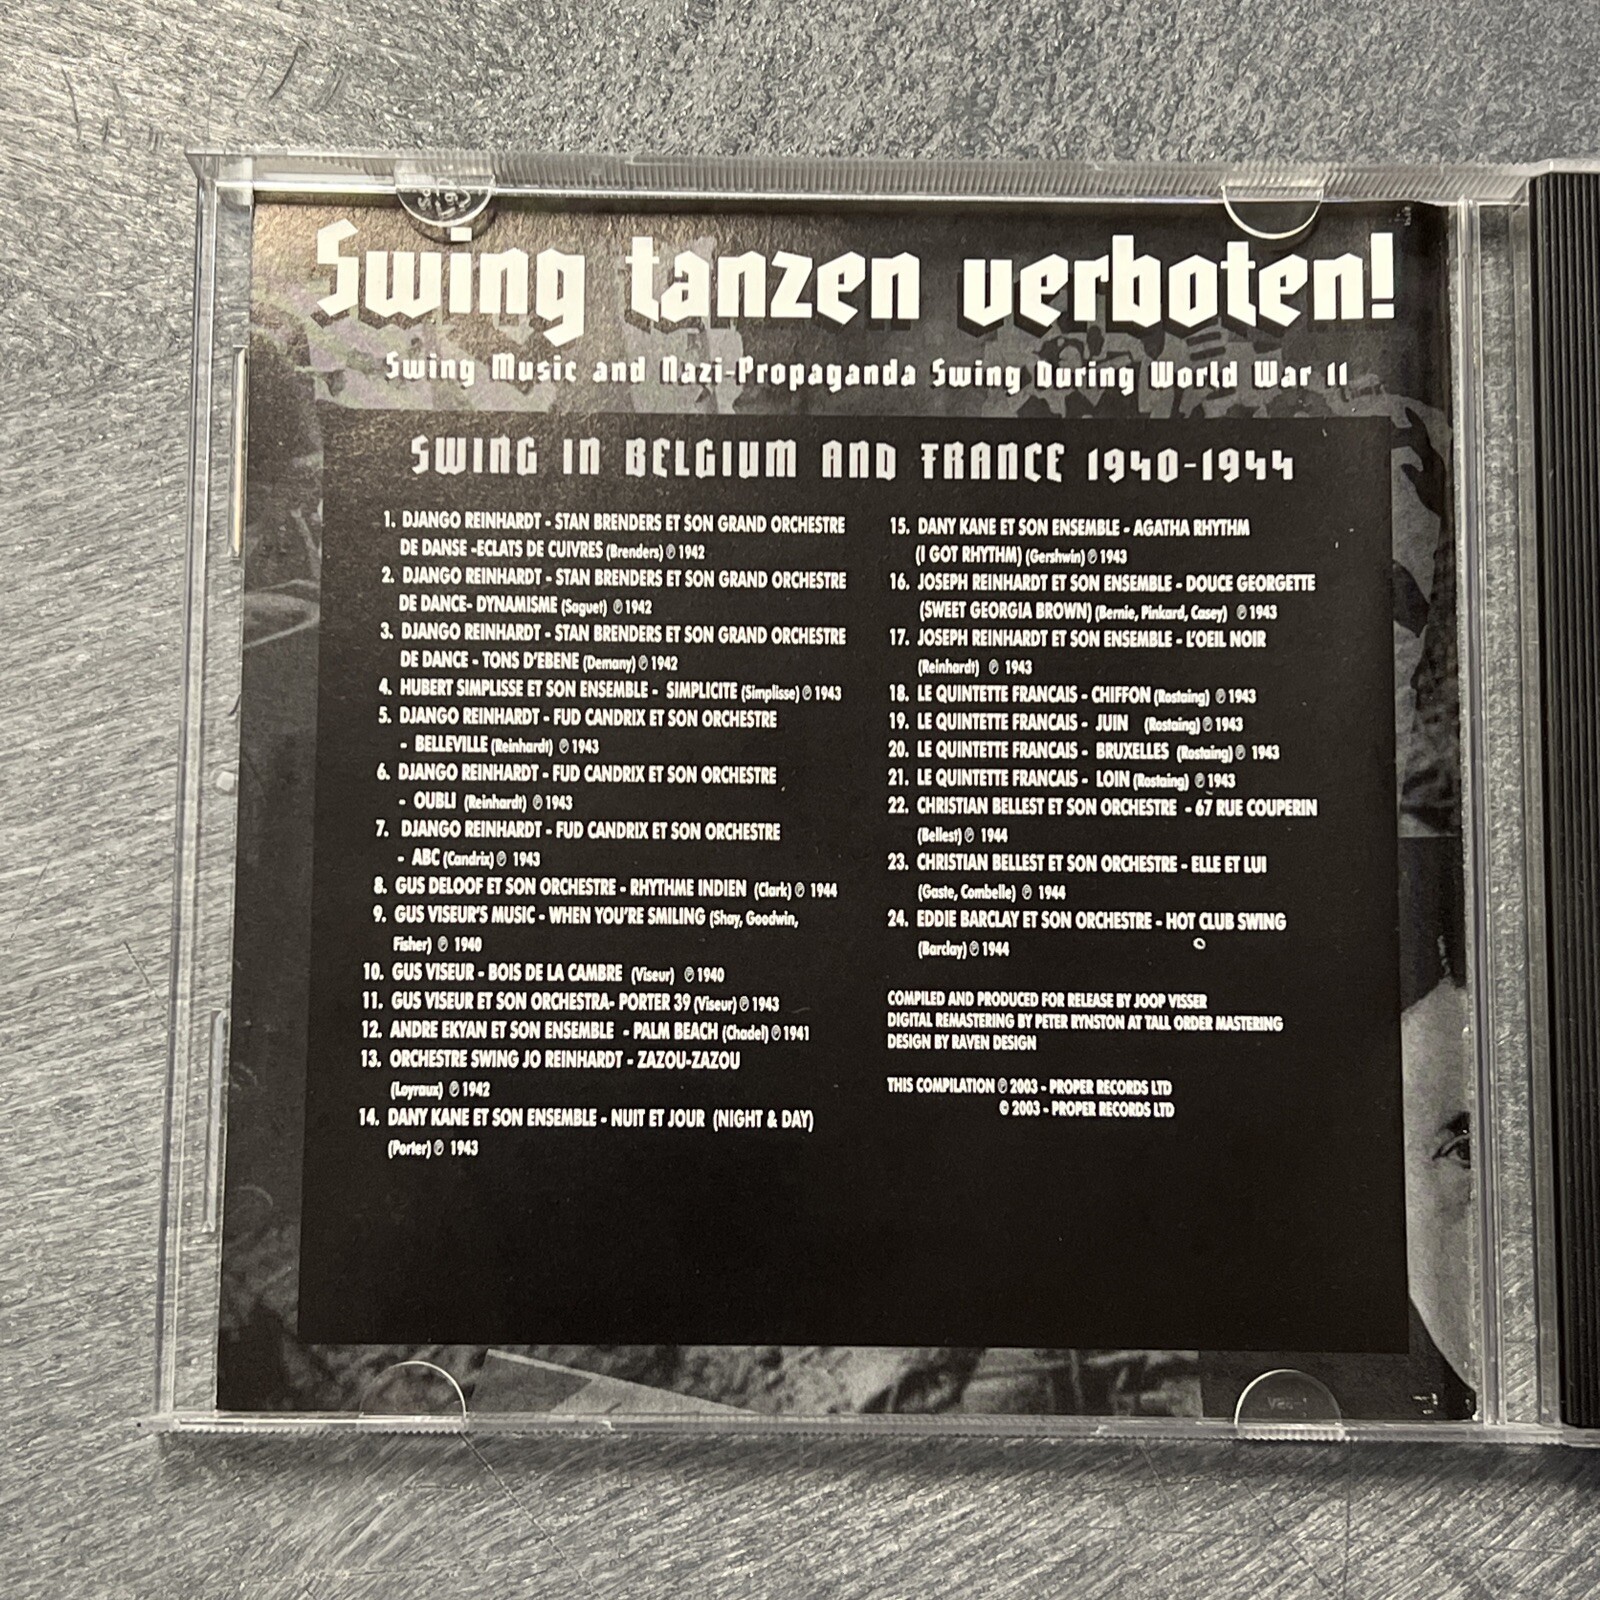 Swing tanzen verboten!
Swing Music and Nazi-Propaganda Swing During World War II
SWING IN BELGIUM AND FRANCE 1940-1944
1. DJANGO REINHARDT - STAN BRENDERS ET SON GRAND ORCHESTRE
DE DANSE -ECLATS DE CUIVRES (Brenders) ℗ 1942
2. DJANGO REINHARDT - STAN BRENDERS ET SON GRAND ORCHESTRE
DE DANCE- DYNAMISME (Saguet) ℗ 1942
3. DJANGO REINHARDT - STAN BRENDERS ET SON GRAND ORCHESTRE
DE DANCE - TONS D'EBENE (Demany) ℗ 1942
4. HUBERT SIMPLISSE ET SON ENSEMBLE - SIMPLICITE (Simplisse) ℗ 1943
5. DJANGO REINHARDT - FUD CANDRIX ET SON ORCHESTRE
- BELLEVILLE (Reinhardt) ℗ 1943
6. DJANGO REINHARDT - FUD CANDRIX ET SON ORCHESTRE
- OUBLI (Reinhardt) ℗ 1943
7. DJANGO REINHARDT - FUD CANDRIX ET SON ORCHESTRE
- ABC (Candrix) ℗ 1943
8. GUS DELOOF ET SON ORCHESTRE - RHYTHME INDIEN (Clark) ℗ 1944
9. GUS VISEUR'S MUSIC - WHEN YOU'RE SMILING (Shay, Goodwin,
Fisher) ℗ 1940
10. GUS VISEUR - BOIS DE LA CAMBRE (Viseur) ℗ 1940
11. GUS VISEUR ET SON ORCHESTRA- PORTER 39 (Viseur) ℗ 1943
12. ANDRE EKYAN ET SON ENSEMBLE - PALM BEACH (Chadel) ℗ 1941
13. ORCHESTRE SWING JO REINHARDT - ZAZOU-ZAZOU
(Loyraux) ℗ 1942
14. DANY KANE ET SON ENSEMBLE - NUIT ET JOUR (NIGHT & DAY)
(Porter) ℗ 1943
15. DANY KANE ET SON ENSEMBLE - AGATHA RHYTHM
(I GOT RHYTHM) (Gershwin) ℗ 1943
16. JOSEPH REINHARDT ET SON ENSEMBLE - DOUCE GEORGETTE
(SWEET GEORGIA BROWN) (Bernie, Pinkard, Casey) ℗ 1943
17. JOSEPH REINHARDT ET SON ENSEMBLE - L'OEIL NOIR
(Reinhardt) ℗ 1943
18. LE QUINTETTE FRANCAIS - CHIFFON (Rostaing) ℗ 1943
19. LE QUINTETTE FRANCAIS - JUIN (Rostaing) ℗ 1943
20. LE QUINTETTE FRANCAIS - BRUXELLES (Rostaing) ℗ 1943
21. LE QUINTETTE FRANCAIS - LOIN (Rostaing) ℗ 1943
22. CHRISTIAN BELLEST ET SON ORCHESTRE - 67 RUE COUPERIN
(Bellest) ℗ 1944
23. CHRISTIAN BELLEST ET SON ORCHESTRE - ELLE ET LUI
(Gaste, Combelle) ℗ 1944
24. EDDIE BARCLAY ET SON ORCHESTRE - HOT CLUB SWING
(Barclay) ℗ 1944
COMPILED AND PRODUCED FOR RELEASE BY JOOP VISSER
DIGITAL REMASTERING BY PETER RYNSTON AT TALL ORDER MASTERING
DESIGN BY RAVEN DESIGN
THIS COMPILATION ℗ 2003 - PROPER RECORDS LTD
© 2003 - PROPER RECORDS LTD